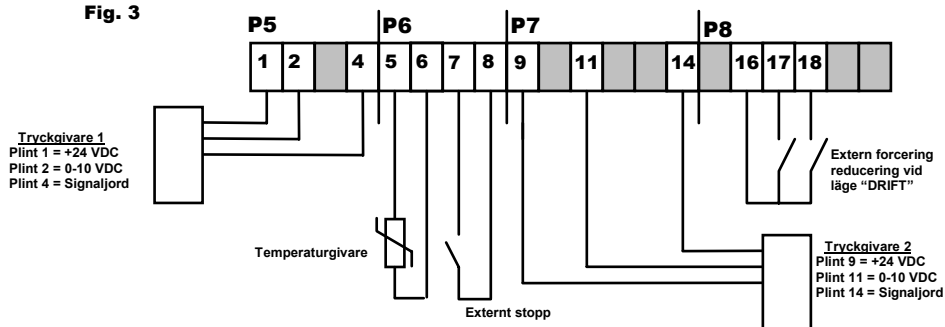 Fig. 3
P5 P6 P7 P8
1 2 4 5 6 7 8 9 11 14 16 17 18
Tryckgivare 1
Plint 1 = +24 VDC
Plint 2 = 0-10 VDC
Plint 4 = Signaljord
Extern forcering
reducering vid
läge “DRIFT”
Temperaturgivare
Externt stopp
Tryckgivare 2
Plint 9 = +24 VDC
Plint 11 = 0-10 VDC
Plint 14 = Signaljord